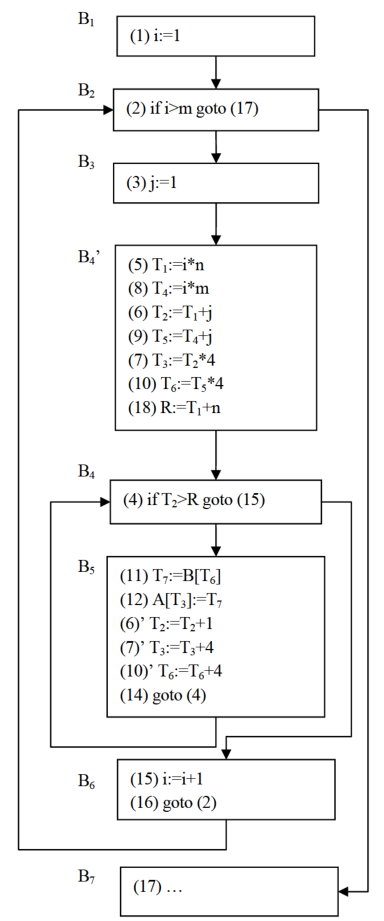 B₁
(1) i:=1
B₂
(2) if i>m goto (17)
B₃
(3) j:=1
B₄’
(5) T₁:=i*n
(8) T₄:=i*m
(6) T₂:=T₁+j
(9) T₅:=T₄+j
(7) T₃:=T₂*4
(10) T₆:=T₅*4
(18) R:=T₁+n
B₄
(4) if T₂>R goto (15)
B₅
(11) T₇:=B[T₆]
(12) A[T₃]:=T₇
(6)’ T₂:=T₂+1
(7)’ T₃:=T₃+4
(10)’ T₆:=T₆+4
(14) goto (4)
B₆
(15) i:=i+1
(16) goto (2)
B₇
(17) …